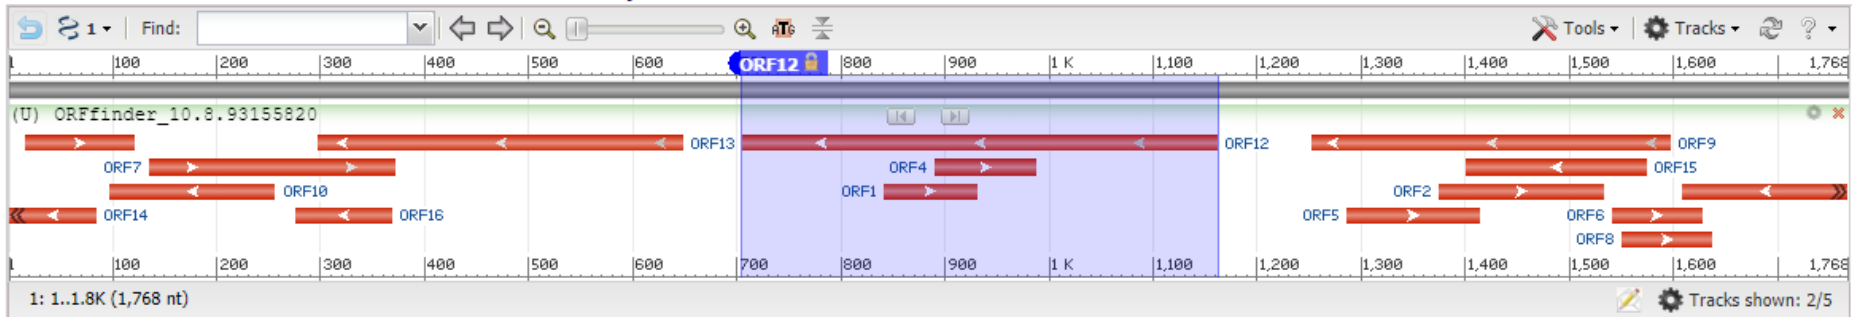 1 Find: ATG Tools Tracks ?
1 100 200 300 400 500 600 ORF12 800 900 1 K 1,100 1,200 1,300 1,400 1,500 1,600 1,768
(U) ORFfinder_10.8.93155820
ORF13 ORF12 ORF9
ORF7 ORF4 ORF15
ORF10 ORF1 ORF2
ORF14 ORF16 ORF5 ORF6
ORF8
1 100 200 300 400 500 600 700 800 900 1 K 1,100 1,200 1,300 1,400 1,500 1,600 1,768
1: 1..1.8K (1,768 nt) Tracks shown: 2/5